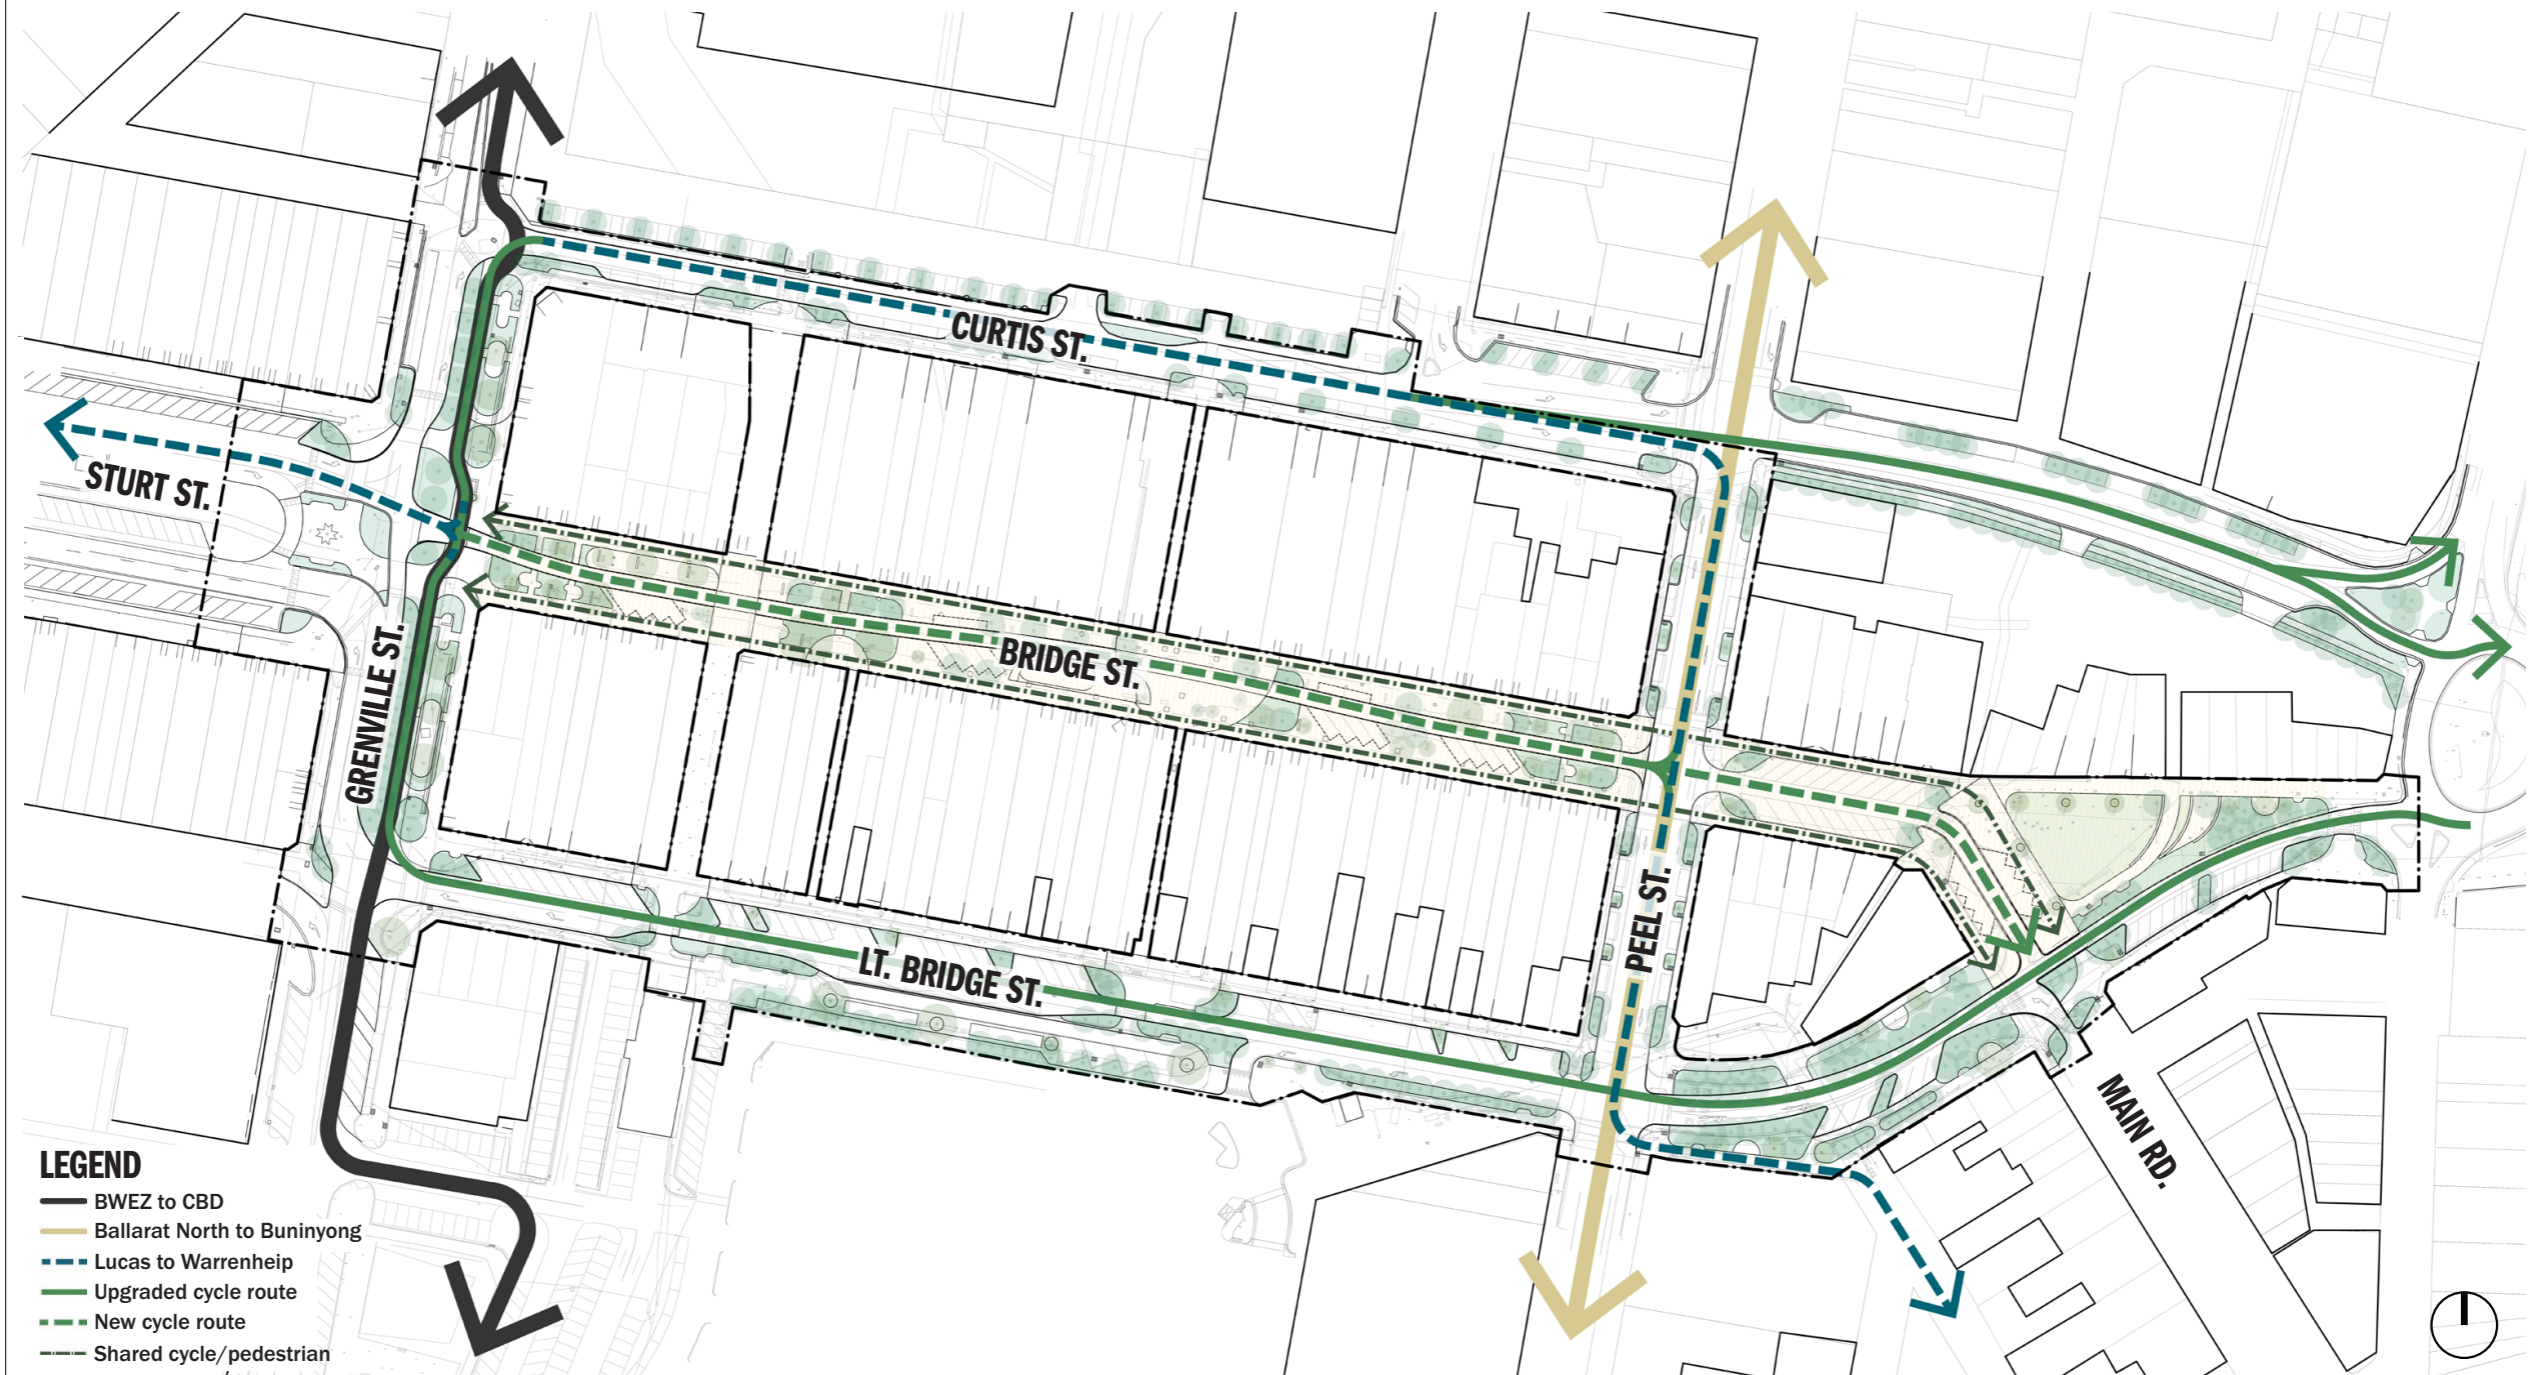 CURTIS ST.
STURT ST.
BRIDGE ST.
GRENVILLE ST.
PEEL ST.
LT. BRIDGE ST.
MAIN RD.
LEGEND
BWEZ to CBD
Ballarat North to Buninyong
Lucas to Warrenheip
Upgraded cycle route
New cycle route
Shared cycle/pedestrian